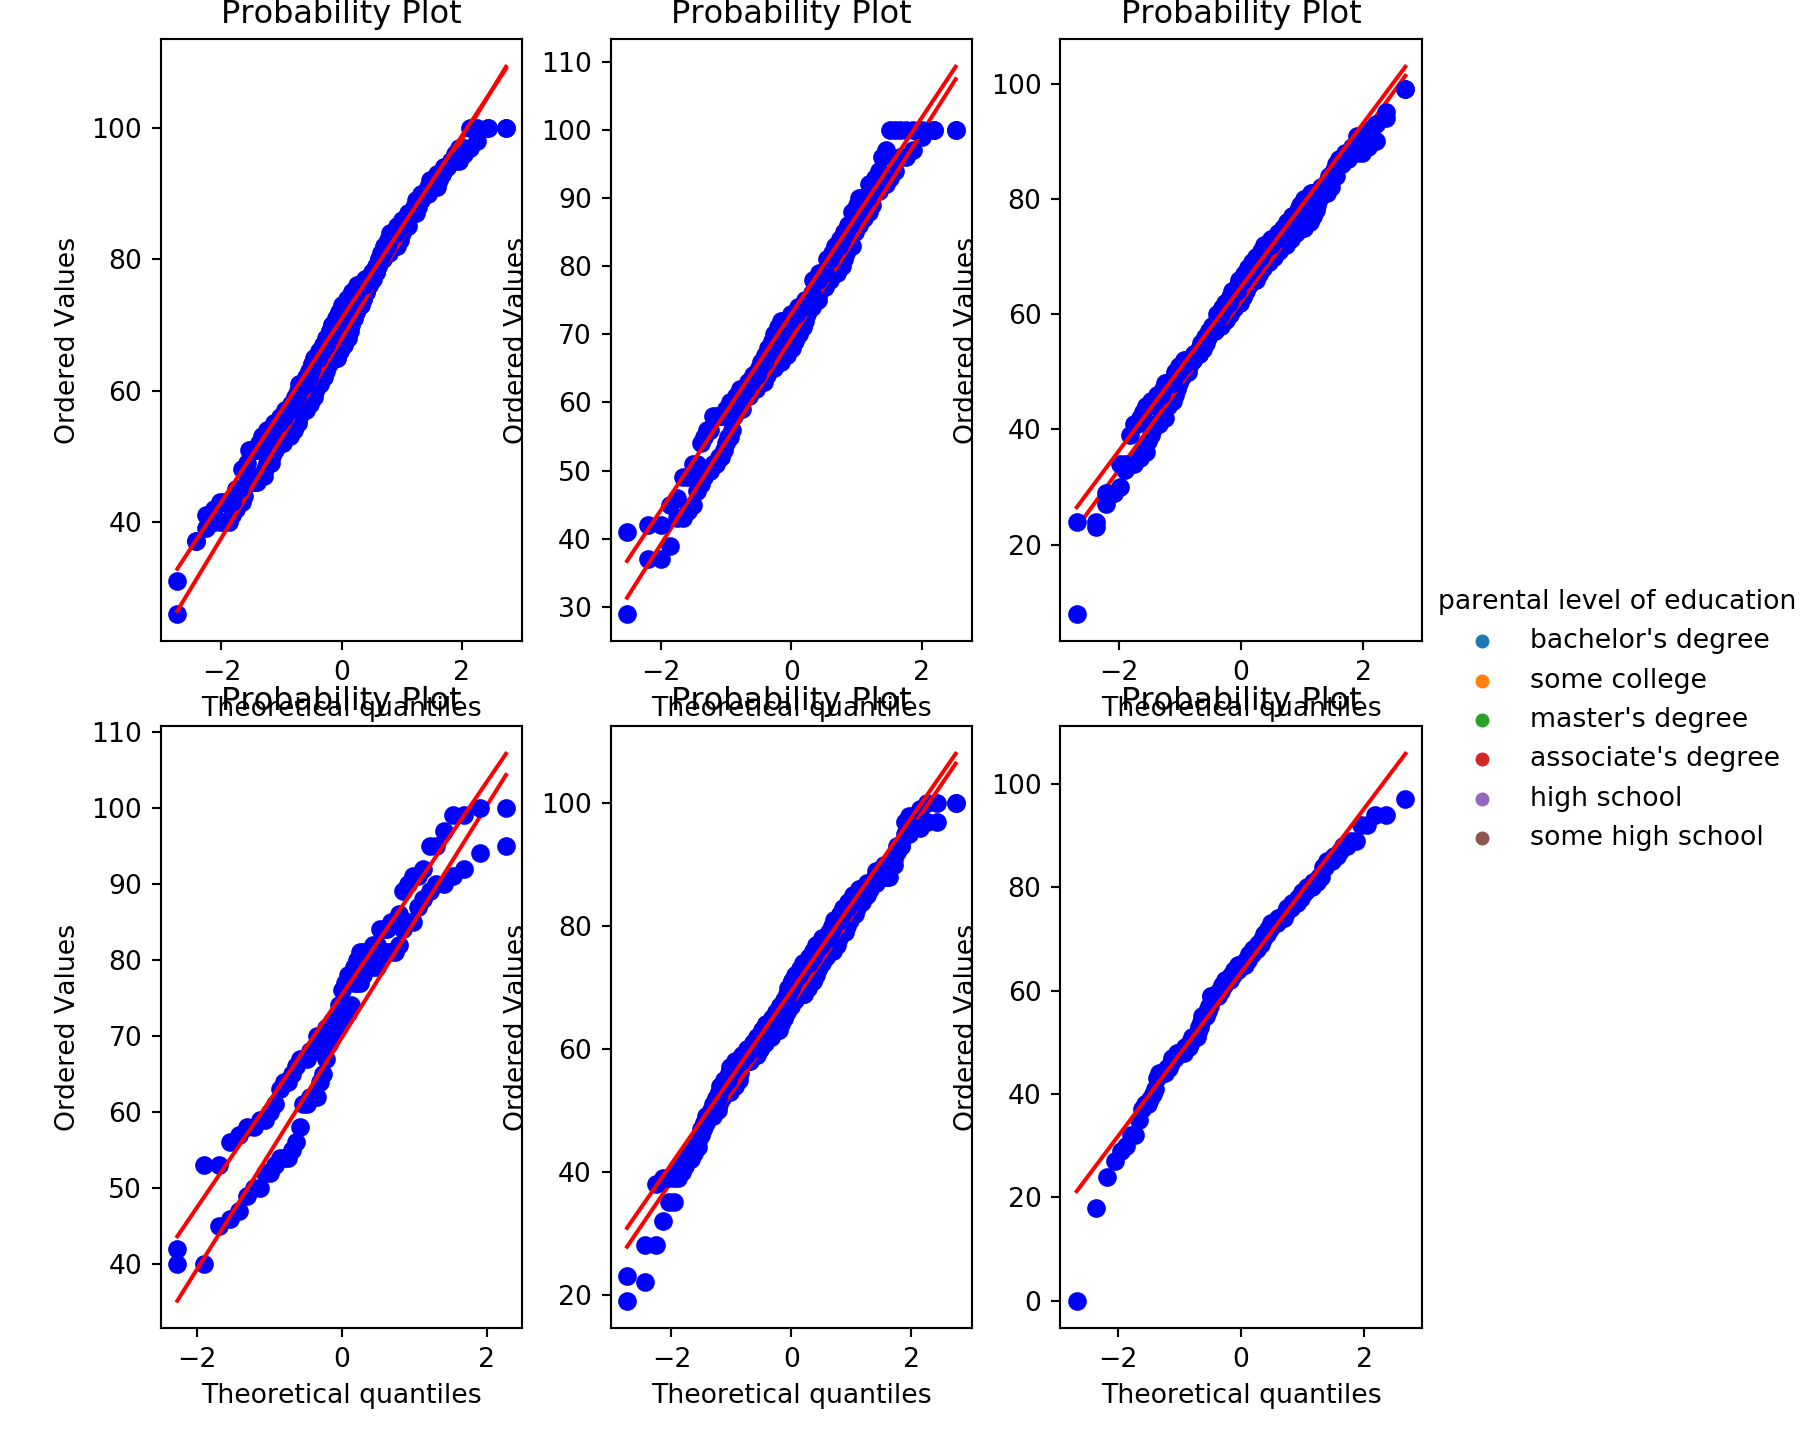 Probability Plot
Probability Plot
Probability Plot
Ordered Values
100
80
60
40
−2
0
2
Theoretical quantiles
Ordered Values
110
100
90
80
70
60
50
40
30
−2
0
2
Theoretical quantiles
Ordered Values
100
80
60
40
20
−2
0
2
Theoretical quantiles
parental level of education
bachelor's degree
some college
master's degree
associate's degree
high school
some high school
Probability Plot
Probability Plot
Probability Plot
Ordered Values
110
100
90
80
70
60
50
40
−2
0
2
Theoretical quantiles
Ordered Values
100
80
60
40
20
−2
0
2
Theoretical quantiles
Ordered Values
100
80
60
40
20
0
−2
0
2
Theoretical quantiles